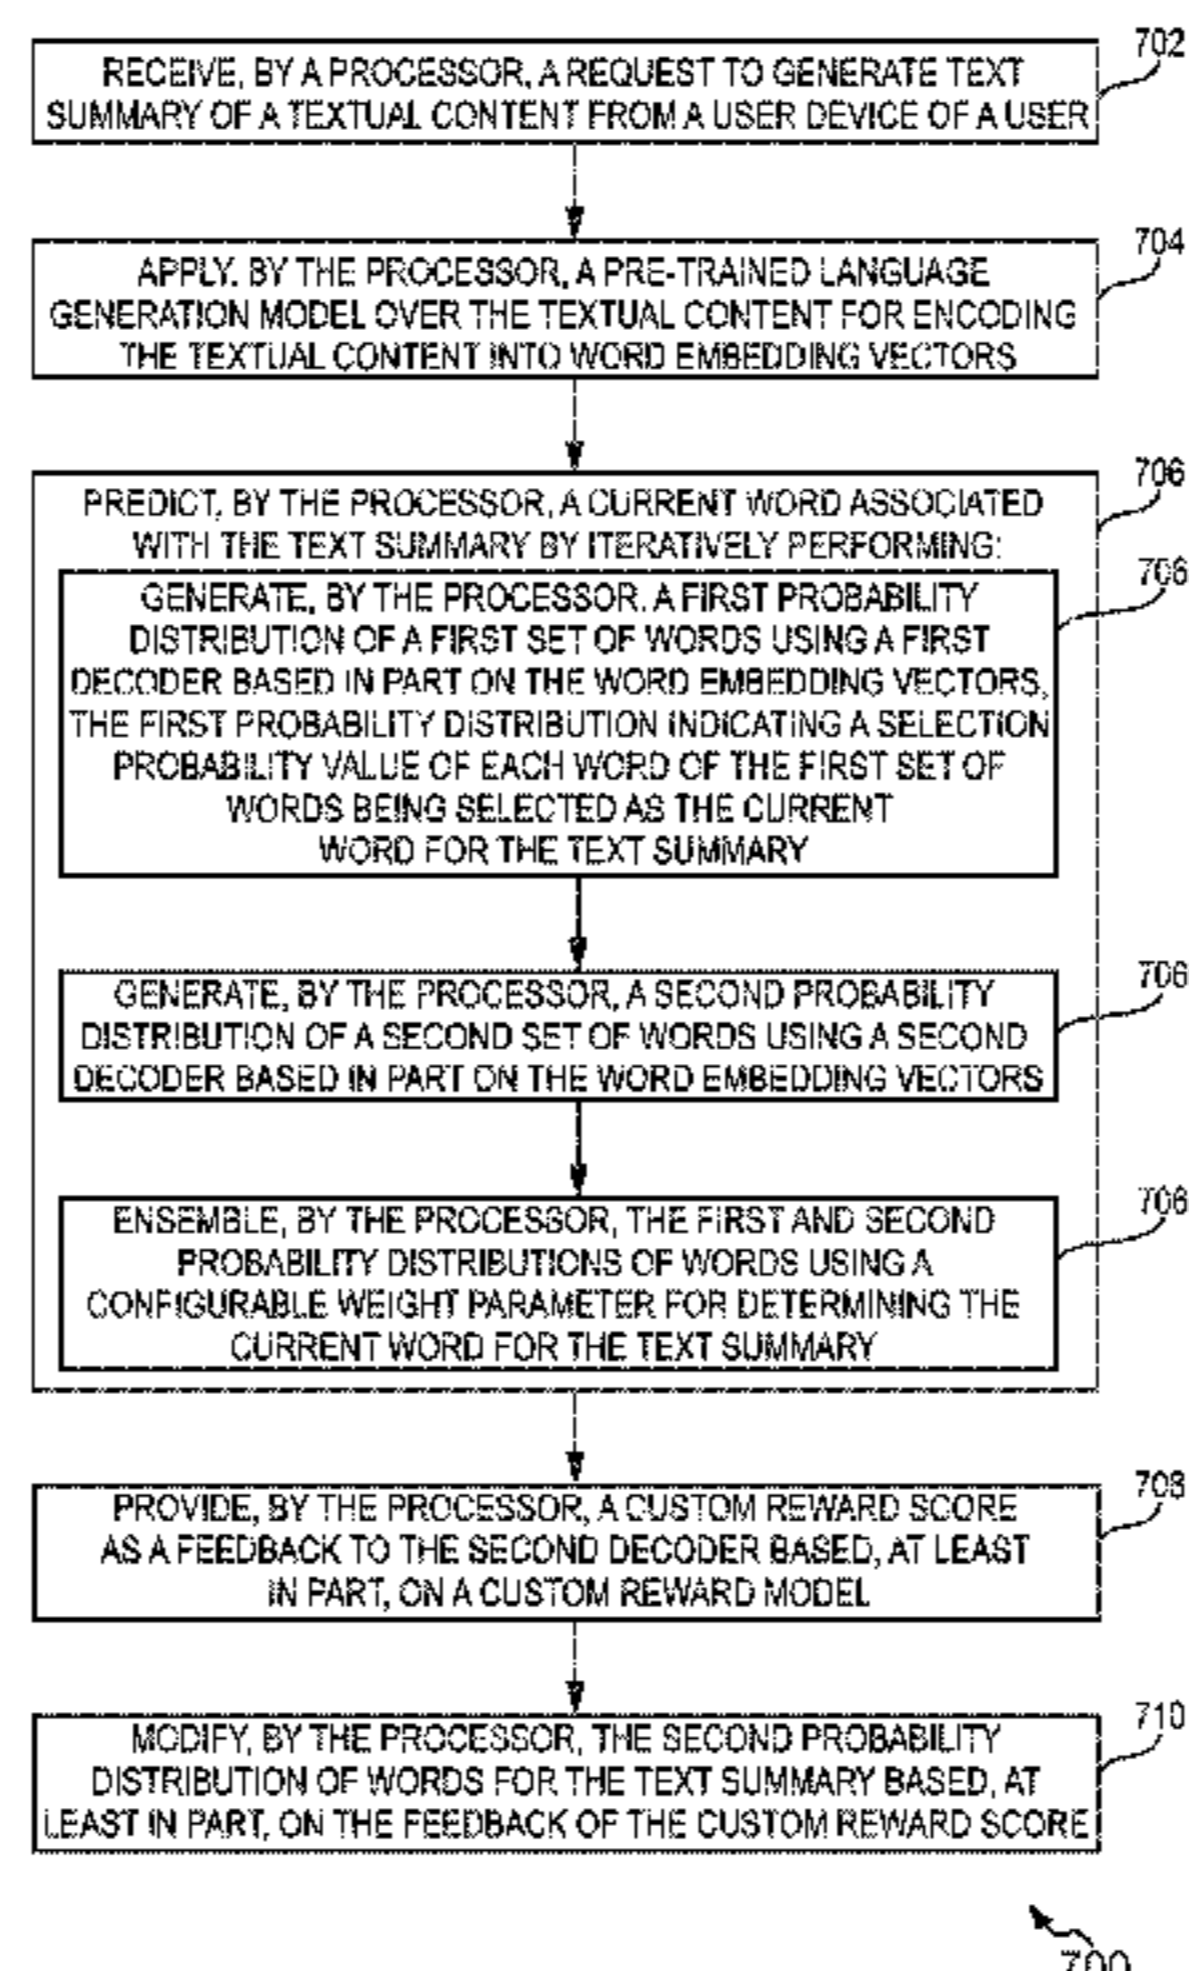 702
RECEIVE, BY A PROCESSOR, A REQUEST TO GENERATE TEXT
SUMMARY OF A TEXTUAL CONTENT FROM A USER DEVICE OF A USER
704
APPLY, BY THE PROCESSOR, A PRE-TRAINED LANGUAGE
GENERATION MODEL OVER THE TEXTUAL CONTENT FOR ENCODING
THE TEXTUAL CONTENT INTO WORD EMBEDDING VECTORS
706
PREDICT, BY THE PROCESSOR, A CURRENT WORD ASSOCIATED
WITH THE TEXT SUMMARY BY ITERATIVELY PERFORMING:
706
GENERATE, BY THE PROCESSOR, A FIRST PROBABILITY
DISTRIBUTION OF A FIRST SET OF WORDS USING A FIRST
DECODER BASED IN PART ON THE WORD EMBEDDING VECTORS,
THE FIRST PROBABILITY DISTRIBUTION INDICATING A SELECTION
PROBABILITY VALUE OF EACH WORD OF THE FIRST SET OF
WORDS BEING SELECTED AS THE CURRENT
WORD FOR THE TEXT SUMMARY
706
GENERATE, BY THE PROCESSOR, A SECOND PROBABILITY
DISTRIBUTION OF A SECOND SET OF WORDS USING A SECOND
DECODER BASED IN PART ON THE WORD EMBEDDING VECTORS
706
ENSEMBLE, BY THE PROCESSOR, THE FIRST AND SECOND
PROBABILITY DISTRIBUTIONS OF WORDS USING A
CONFIGURABLE WEIGHT PARAMETER FOR DETERMINING THE
CURRENT WORD FOR THE TEXT SUMMARY
708
PROVIDE, BY THE PROCESSOR, A CUSTOM REWARD SCORE
AS A FEEDBACK TO THE SECOND DECODER BASED, AT LEAST
IN PART, ON A CUSTOM REWARD MODEL
710
MODIFY, BY THE PROCESSOR, THE SECOND PROBABILITY
DISTRIBUTION OF WORDS FOR THE TEXT SUMMARY BASED, AT
LEAST IN PART, ON THE FEEDBACK OF THE CUSTOM REWARD SCORE
700